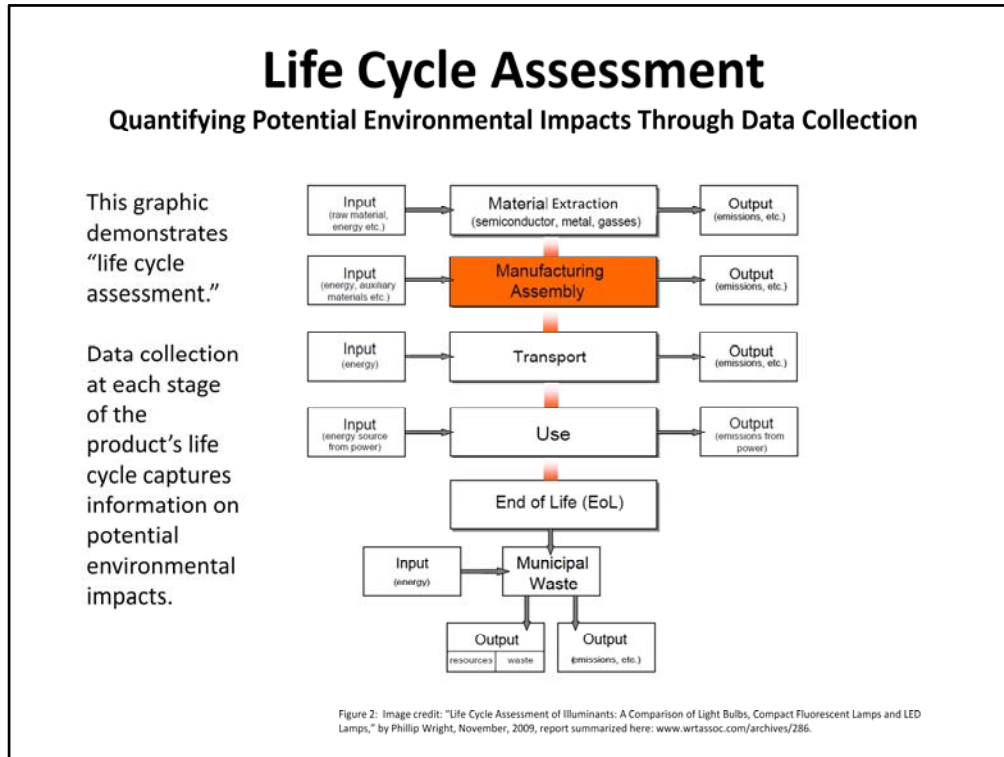 Life Cycle Assessment
Quantifying Potential Environmental Impacts Through Data Collection
This graphic
demonstrates
“life cycle
assessment.”
Data collection
at each stage
of the
product’s life
cycle captures
information on
potential
environmental
impacts.
Input
(raw material,
energy etc.)
Material Extraction
(semiconductor, metal, gasses)
Output
(emissions, etc.)
Input
(energy, auxiliary
materials etc.)
Manufacturing
Assembly
Output
(emissions, etc.)
Input
(energy)
Transport
Output
(emissions, etc.)
Input
(energy source
from power)
Use
Output
(emissions from
power)
End of Life (EoL)
Input
(energy)
Municipal
Waste
Output
resources waste
Output
(emissions, etc.)
Figure 2: Image credit: “Life Cycle Assessment of Illuminants: A Comparison of Light Bulbs, Compact Fluorescent Lamps and LED
Lamps,” by Phillip Wright, November, 2009, report summarized here: www.wrtassoc.com/archives/286.